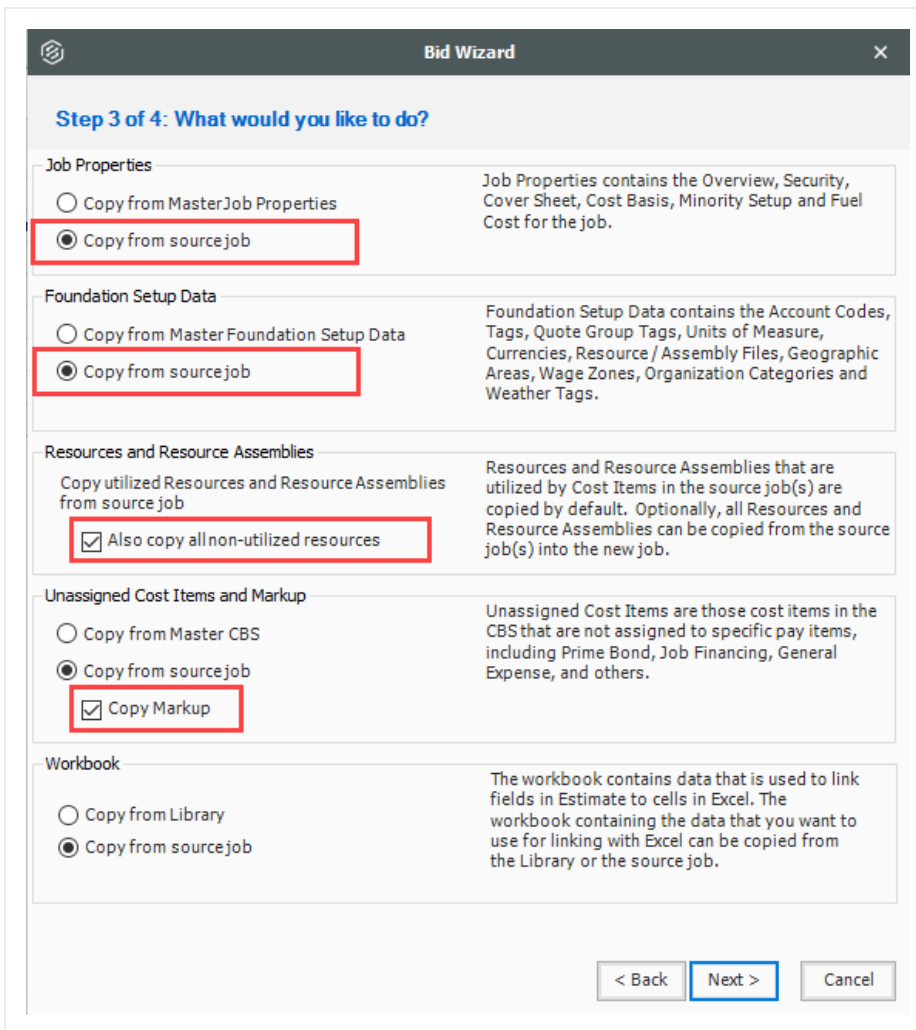 Bid Wizard
Step 3 of 4: What would you like to do?
Job Properties
Copy from MasterJob Properties
Copy from source job
Job Properties contains the Overview, Security,
Cover Sheet, Cost Basis, Minority Setup and Fuel
Cost for the job.
Foundation Setup Data
Copy from Master Foundation Setup Data
Copy from source job
Foundation Setup Data contains the Account Codes,
Tags, Quote Group Tags, Units of Measure,
Currencies, Resource / Assembly Files, Geographic
Areas, Wage Zones, Organization Categories and
Weather Tags.
Resources and Resource Assemblies
Copy utilized Resources and Resource Assemblies
from source job
Also copy all non-utilized resources
Resources and Resource Assemblies that are
utilized by Cost Items in the source job(s) are
copied by default. Optionally, all Resources and
Resource Assemblies can be copied from the source
job(s) into the new job.
Unassigned Cost Items and Markup
Copy from Master CBS
Copy from source job
Copy Markup
Unassigned Cost Items are those cost items in the
CBS that are not assigned to specific pay items,
including Prime Bond, Job Financing, General
Expense, and others.
Workbook
Copy from Library
Copy from source job
The workbook contains data that is used to link
fields in Estimate to cells in Excel. The
workbook containing the data that you want to
use for linking with Excel can be copied from
the Library or the source job.
< Back
Next >
Cancel